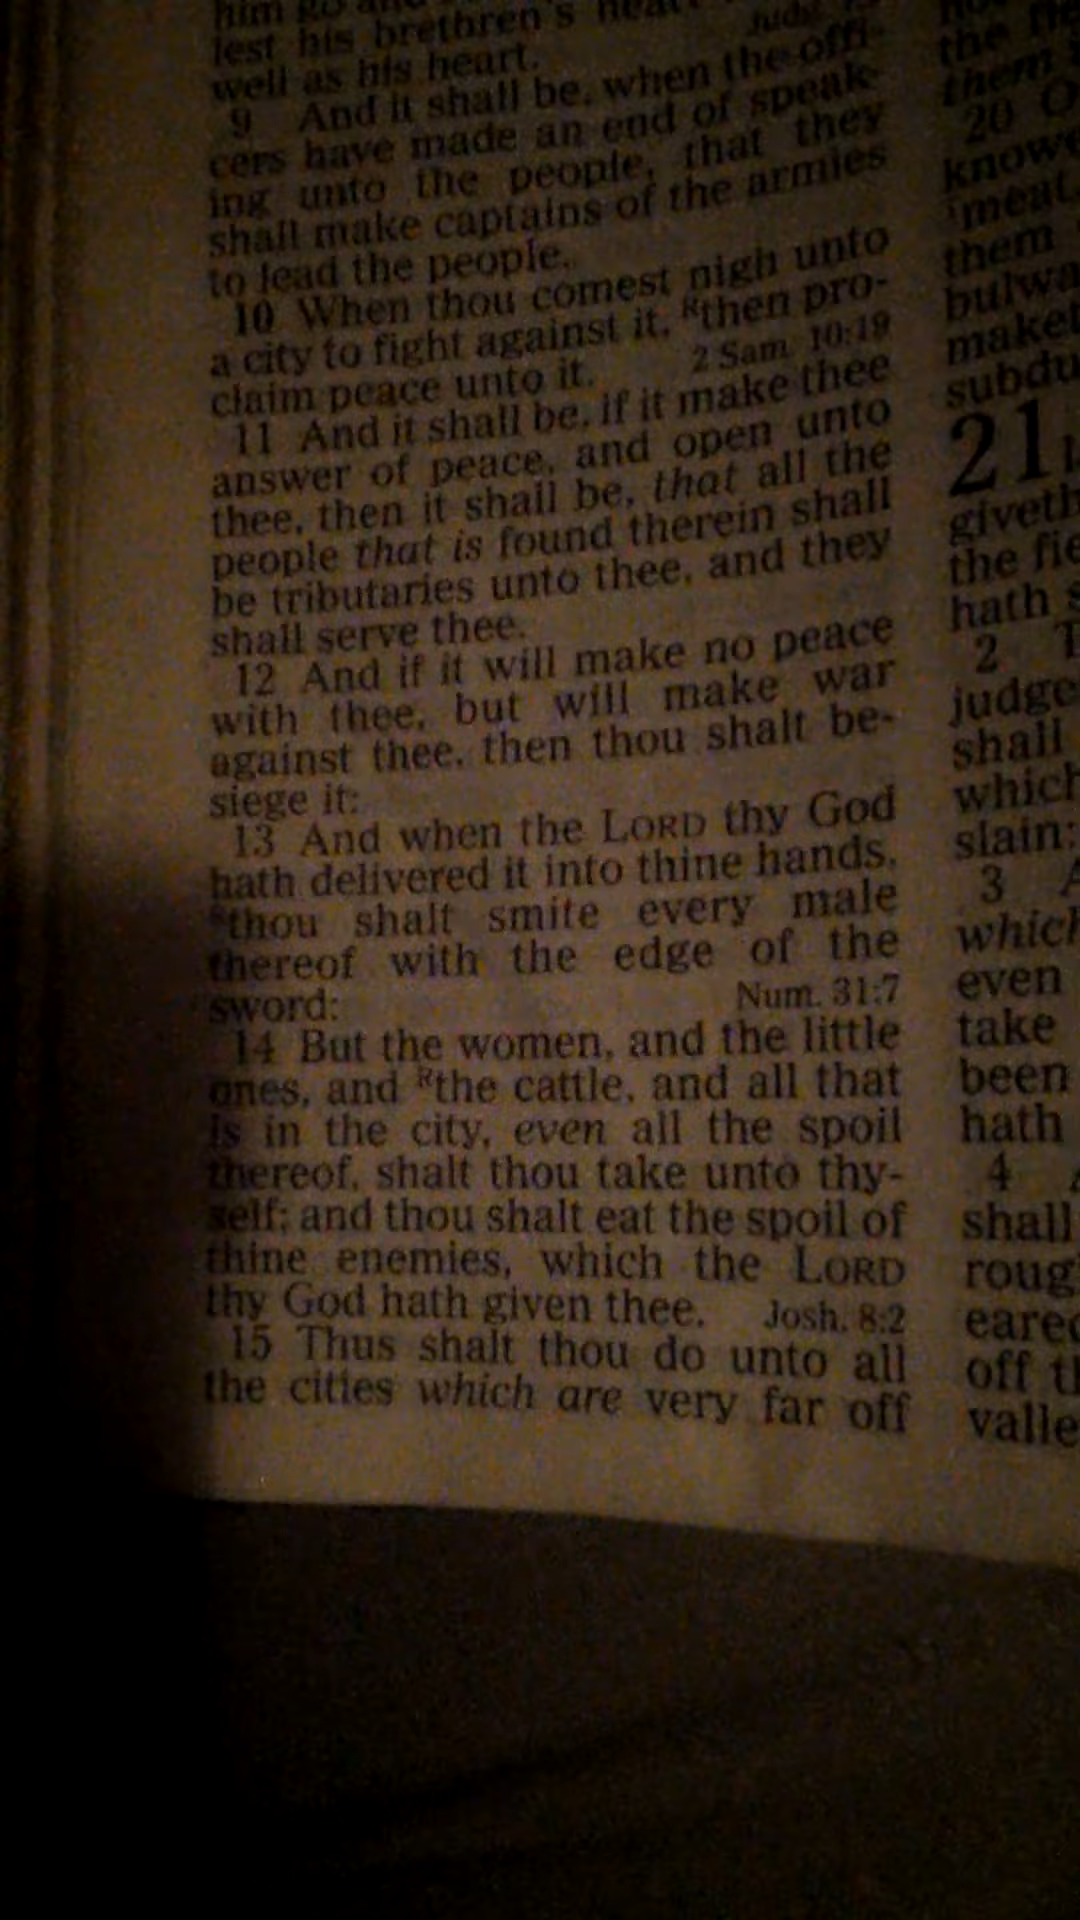 him go and
lest his brethren's heart
well as his heart.
9 And it shall be, when the offi-
cers have made an end of speak-
ing unto the people, that they
shall make captains of the armies
to lead the people.
10 When thou comest nigh unto
a city to fight against it, Rthen pro-
claim peace unto it. 2 Sam. 10:19
11 And it shall be, if it make thee
answer of peace, and open unto
thee, then it shall be, that all the
people that is found therein shall
be tributaries unto thee, and they
shall serve thee.
12 And if it will make no peace
with thee, but will make war
against thee, then thou shalt be-
siege it:
13 And when the LORD thy God
hath delivered it into thine hands,
Rthou shalt smite every male
thereof with the edge of the
sword: Num. 31:7
14 But the women, and the little
ones, and Rthe cattle, and all that
is in the city, even all the spoil
thereof, shalt thou take unto thy-
self; and thou shalt eat the spoil of
thine enemies, which the LORD
thy God hath given thee. Josh. 8:2
15 Thus shalt thou do unto all
the cities which are very far off
the
them
20 O
knowe
meat,
them
bulwa
maket
subdu
21
giveth
the fie
hath s
2 T
judge
shall
which
slain:
3 A
which
even
take
been
hath
4
shall
roug
eared
off th
valle